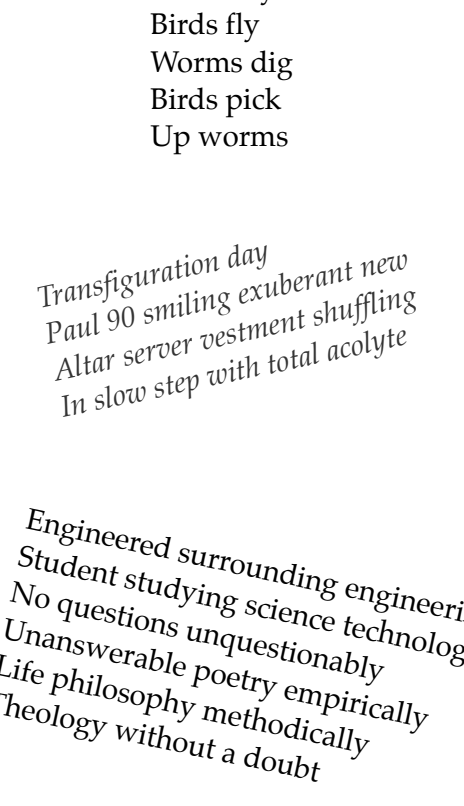 Birds fly
Worms dig
Birds pick
Up worms
Transfiguration day
Paul 90 smiling exuberant new
Altar server vestment shuffling
In slow step with total acolyte
Engineered surrounding
Student studying science
No questions unquestionably
Unanswerable poetry empirically
Life philosophy methodically
Theology without a doubt